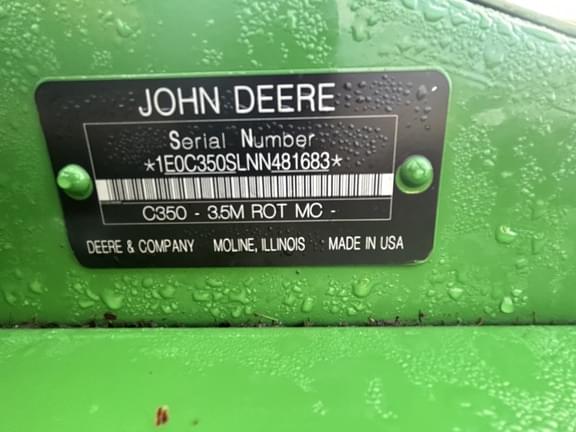 JOHN DEERE
Serial Number
*1E0C350SLNN481683*
C350 - 3.5M ROT MC -
DEERE & COMPANY MOLINE, ILLINOIS MADE IN USA